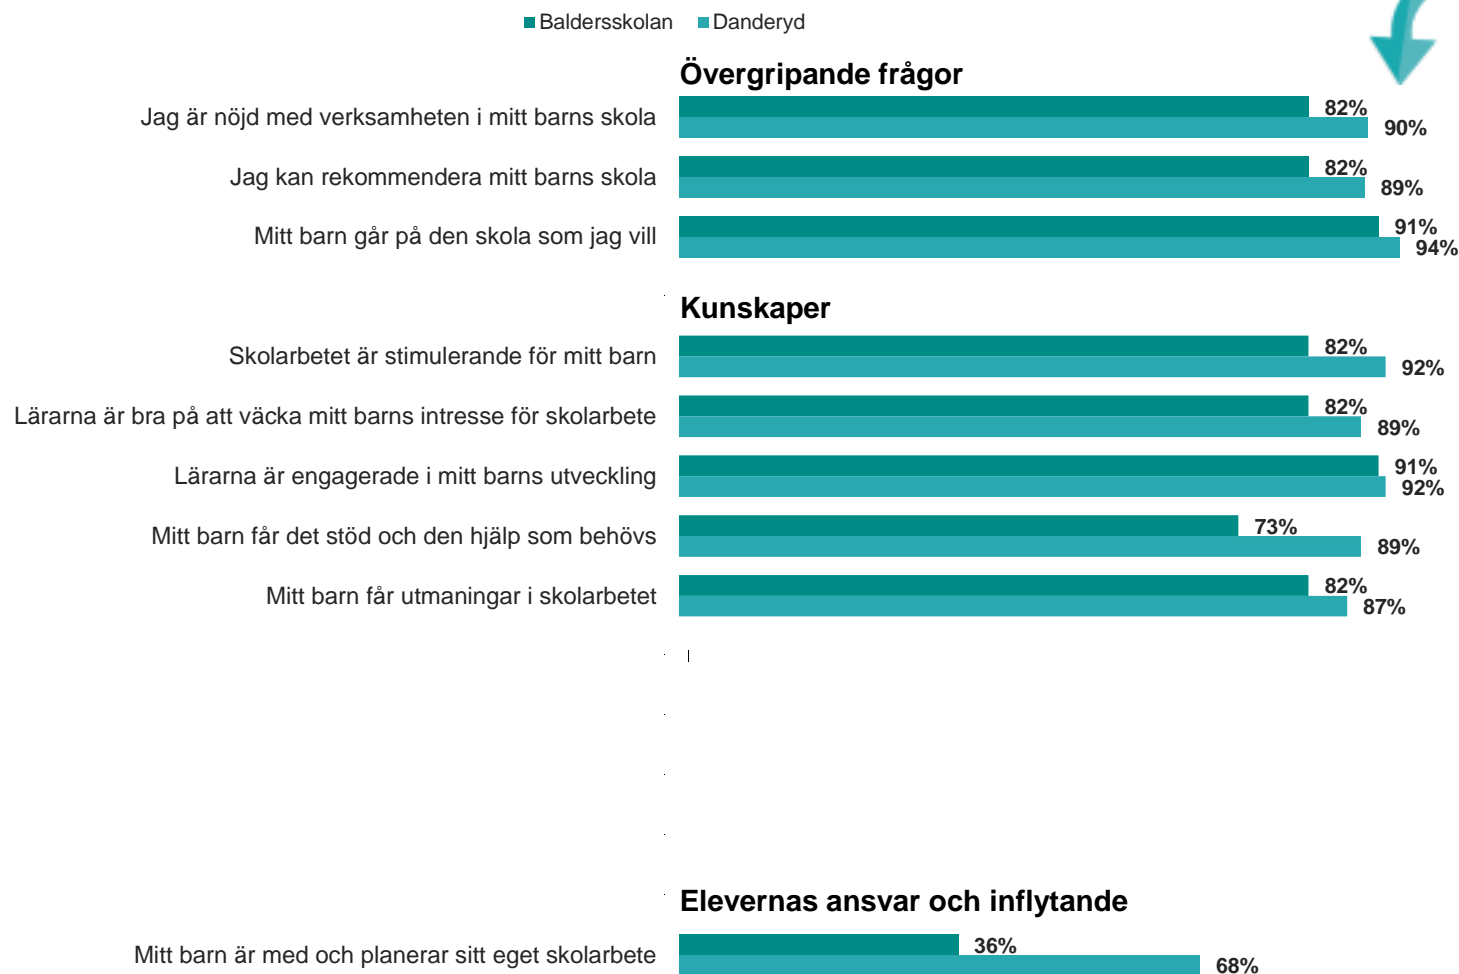 Baldersskolan Danderyd
Övergripande frågor
Jag är nöjd med verksamheten i mitt barns skola 82% 90%
Jag kan rekommendera mitt barns skola 82% 89%
Mitt barn går på den skola som jag vill 91% 94%
Kunskaper
Skolarbetet är stimulerande för mitt barn 82% 92%
Lärarna är bra på att väcka mitt barns intresse för skolarbete 82% 89%
Lärarna är engagerade i mitt barns utveckling 91% 92%
Mitt barn får det stöd och den hjälp som behövs 73% 89%
Mitt barn får utmaningar i skolarbetet 82% 87%
Elevernas ansvar och inflytande
Mitt barn är med och planerar sitt eget skolarbete 36% 68%